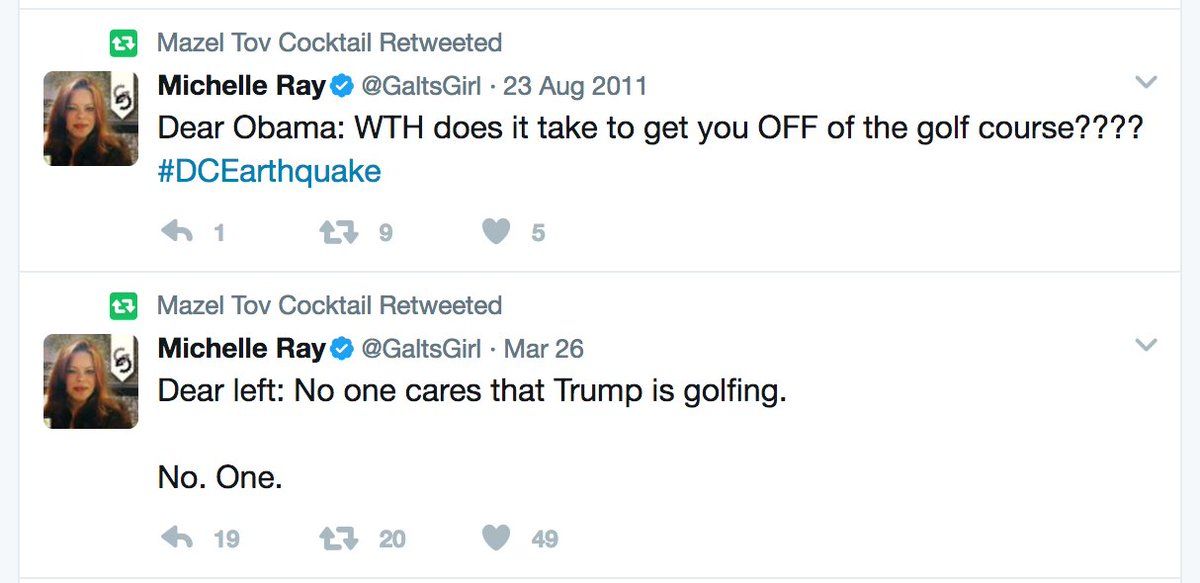 Mazel Tov Cocktail Retweeted
Michelle Ray @GaltsGirl · 23 Aug 2011
Dear Obama: WTH does it take to get you OFF of the golf course????
#DCEarthquake
1 9 5
Mazel Tov Cocktail Retweeted
Michelle Ray @GaltsGirl · Mar 26
Dear left: No one cares that Trump is golfing.
No. One.
19 20 49